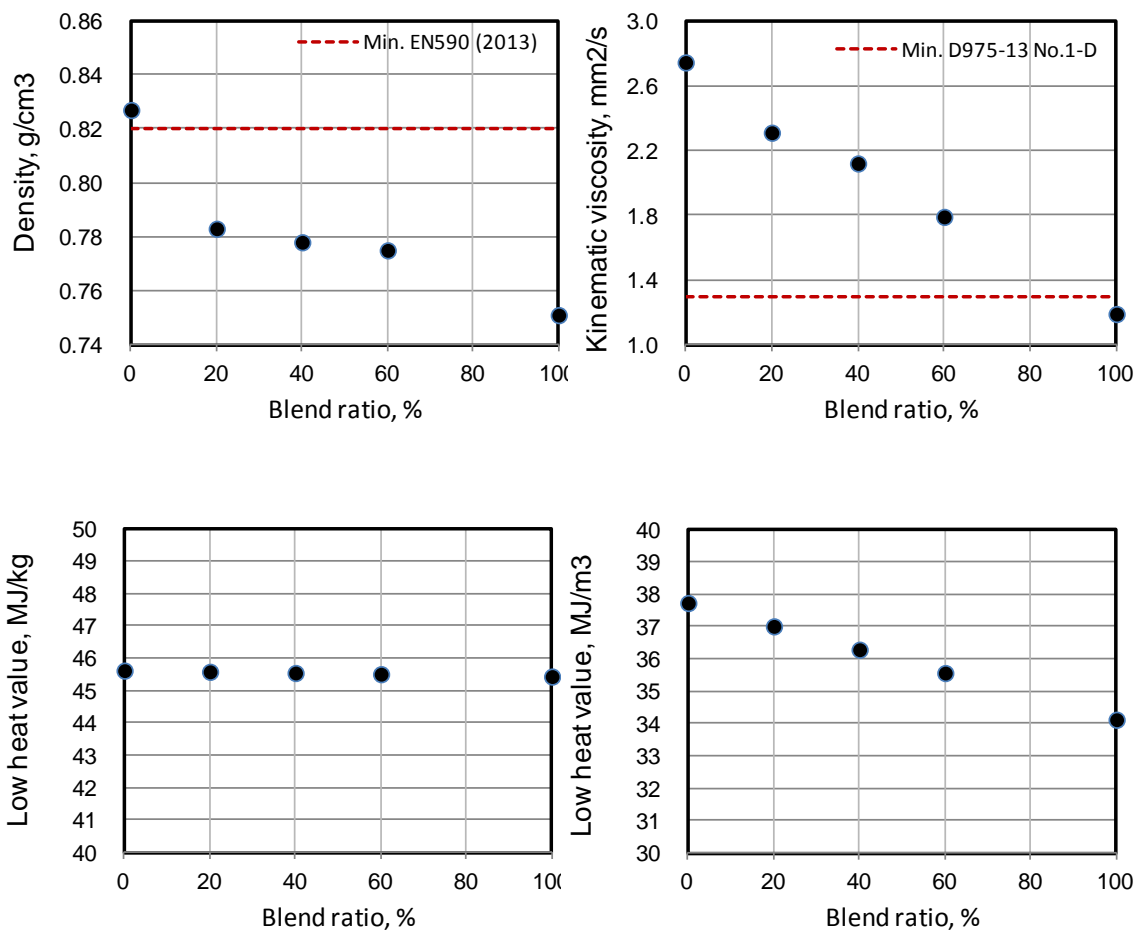 Density, g/cm3
0.86
0.84
0.82
0.80
0.78
0.76
0.74
Min. EN590 (2013)
0 20 40 60 80 100
Blend ratio, %
Kinematic viscosity, mm2/s
3.0
2.6
2.2
1.8
1.4
1.0
Min. D975-13 No.1-D
0 20 40 60 80 100
Blend ratio, %
Low heat value, MJ/kg
50
49
48
47
46
45
44
43
42
41
40
0 20 40 60 80 100
Blend ratio, %
Low heat value, MJ/m3
40
39
38
37
36
35
34
33
32
31
30
0 20 40 60 80 100
Blend ratio, %